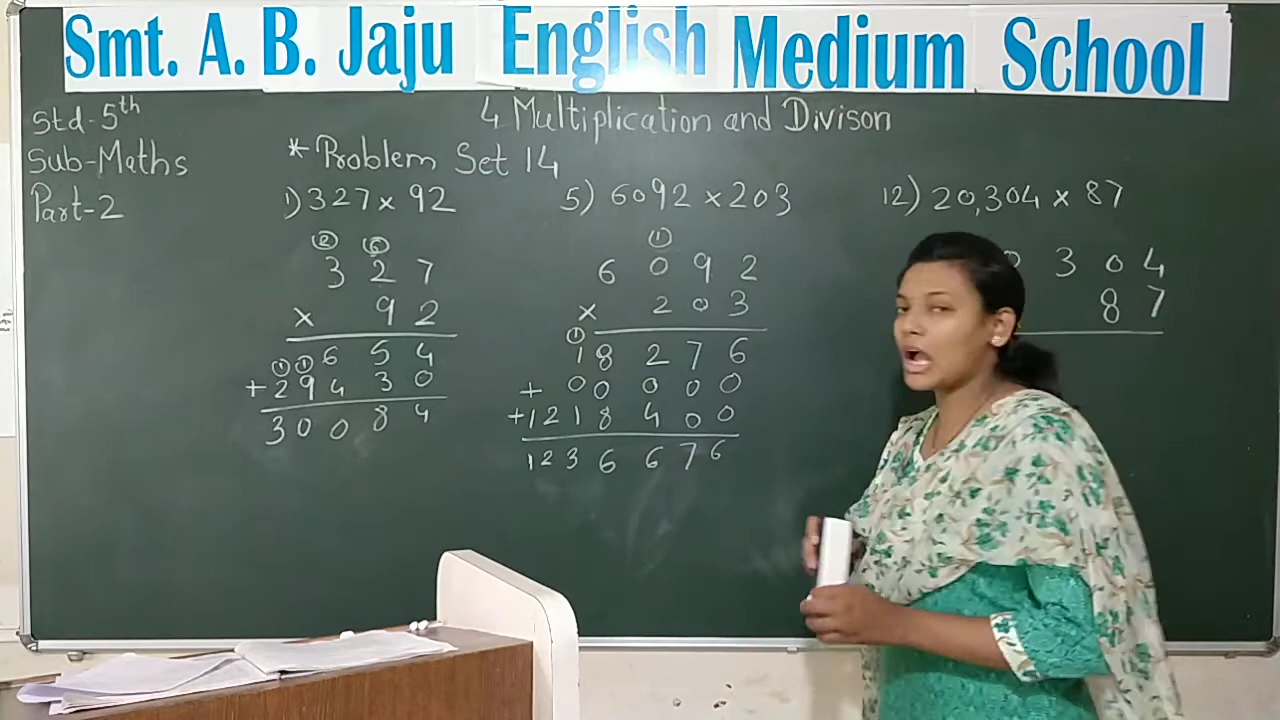 Smt. A. B. Jaju English Medium School
Std-5th
Sub-Maths
Part-2
4 Multiplication and Divison
* Problem Set 14
1) 327 x 92
② ⑥
3 2 7
x 9 2
6 5 4
① ①
+ 2 9 4 3 0
3 0 0 8 4
5) 6092 x 203
①
6 0 9 2
x 2 0 3
①
1 8 2 7 6
+ 0 0 0 0 0
+ 1 2 1 8 4 0 0
1 2 3 6 6 7 6
12) 20,304 x 87
0 3 0 4
8 7